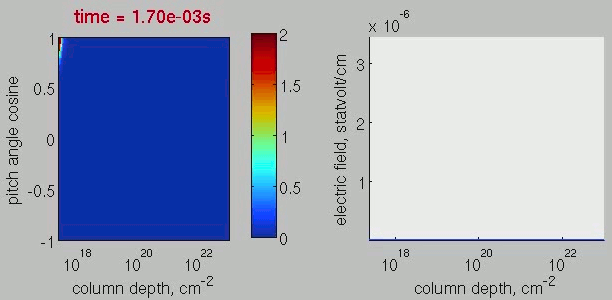 time = 1.70e-03s
pitch angle cosine
1
0.5
0
-0.5
-1
10^18 10^20 10^22
column depth, cm^-2
2
1.5
1
0.5
0
x 10^-6
electric field, statvolt/cm
3
2
1
10^18 10^20 10^22
column depth, cm^-2